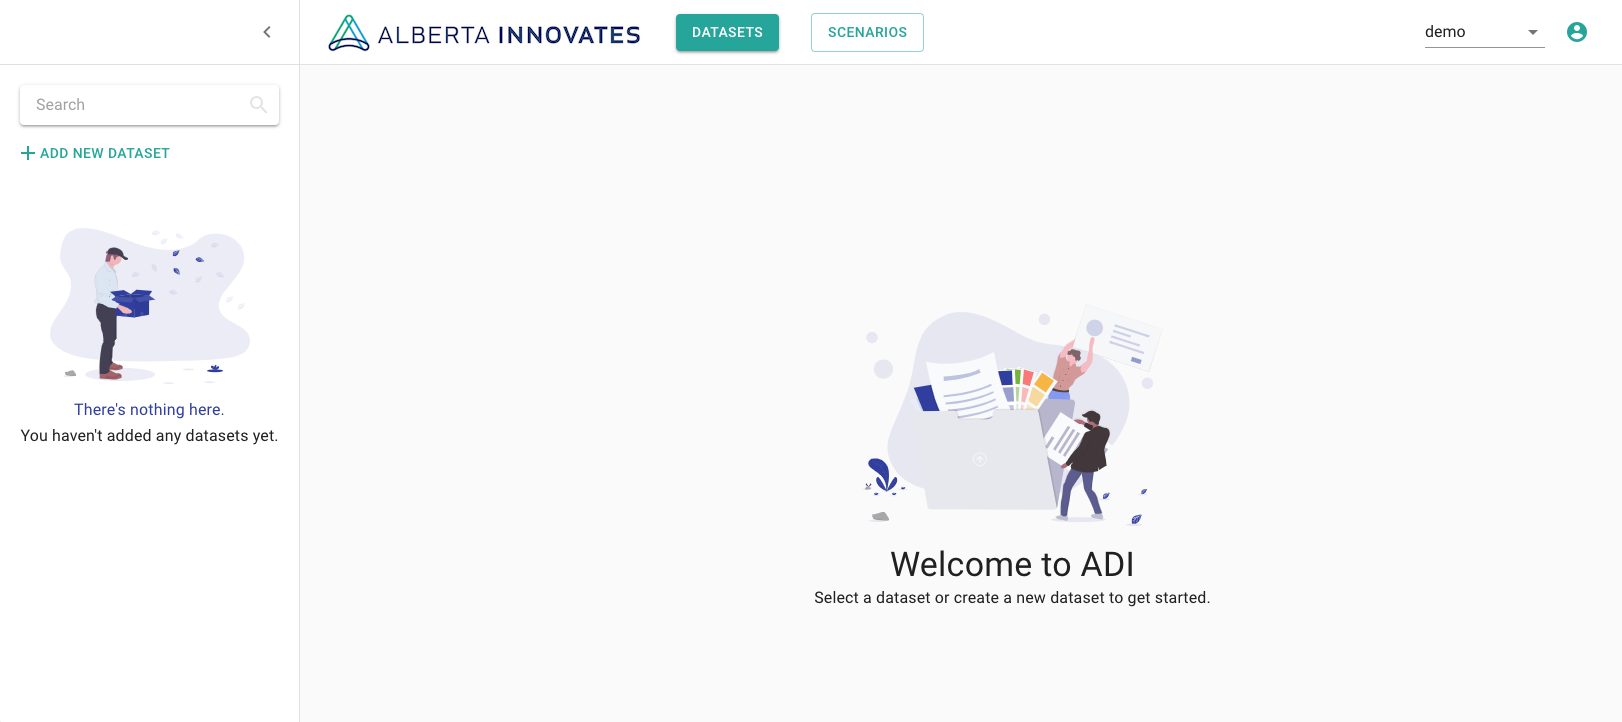 ALBERTA INNOVATES
DATASETS
SCENARIOS
demo
Search
ADD NEW DATASET
There's nothing here.
You haven't added any datasets yet.
Welcome to ADI
Select a dataset or create a new dataset to get started.